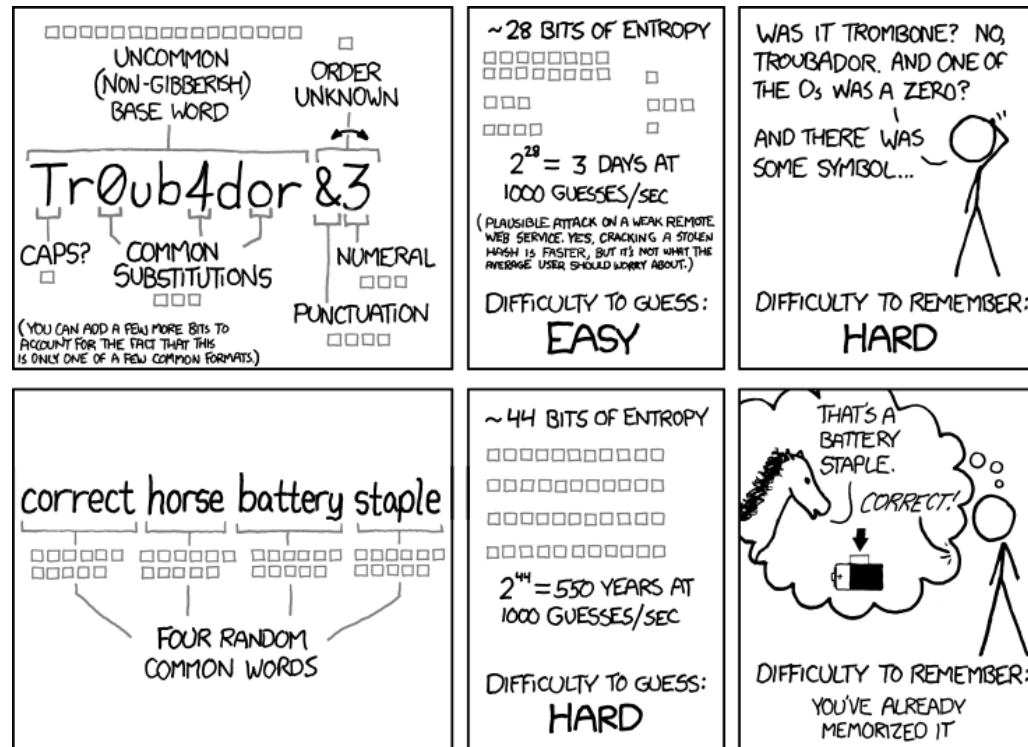 UNCOMMON
(NON-GIBBERISH)
BASE WORD
ORDER
UNKNOWN
Tr0ub4dor &3
CAPS?
COMMON
SUBSTITUTIONS
NUMERAL
PUNCTUATION
(YOU CAN ADD A FEW MORE BITS TO
ACCOUNT FOR THE FACT THAT THIS
IS ONLY ONE OF A FEW COMMON FORMATS.)
~28 BITS OF ENTROPY
2^28 = 3 DAYS AT
1000 GUESSES/SEC
(PLAUSIBLE ATTACK ON A WEAK REMOTE
WEB SERVICE. YES, CRACKING A STOLEN
HASH IS FASTER, BUT IT'S NOT WHAT THE
AVERAGE USER SHOULD WORRY ABOUT.)
DIFFICULTY TO GUESS:
EASY
WAS IT TROMBONE? NO,
TROUBADOR. AND ONE OF
THE Os WAS A ZERO?
AND THERE WAS
SOME SYMBOL...
DIFFICULTY TO REMEMBER:
HARD
correct horse battery staple
FOUR RANDOM
COMMON WORDS
~44 BITS OF ENTROPY
2^44 = 550 YEARS AT
1000 GUESSES/SEC
DIFFICULTY TO GUESS:
HARD
THAT'S A
BATTERY
STAPLE.
CORRECT!
DIFFICULTY TO REMEMBER:
YOU'VE ALREADY
MEMORIZED IT